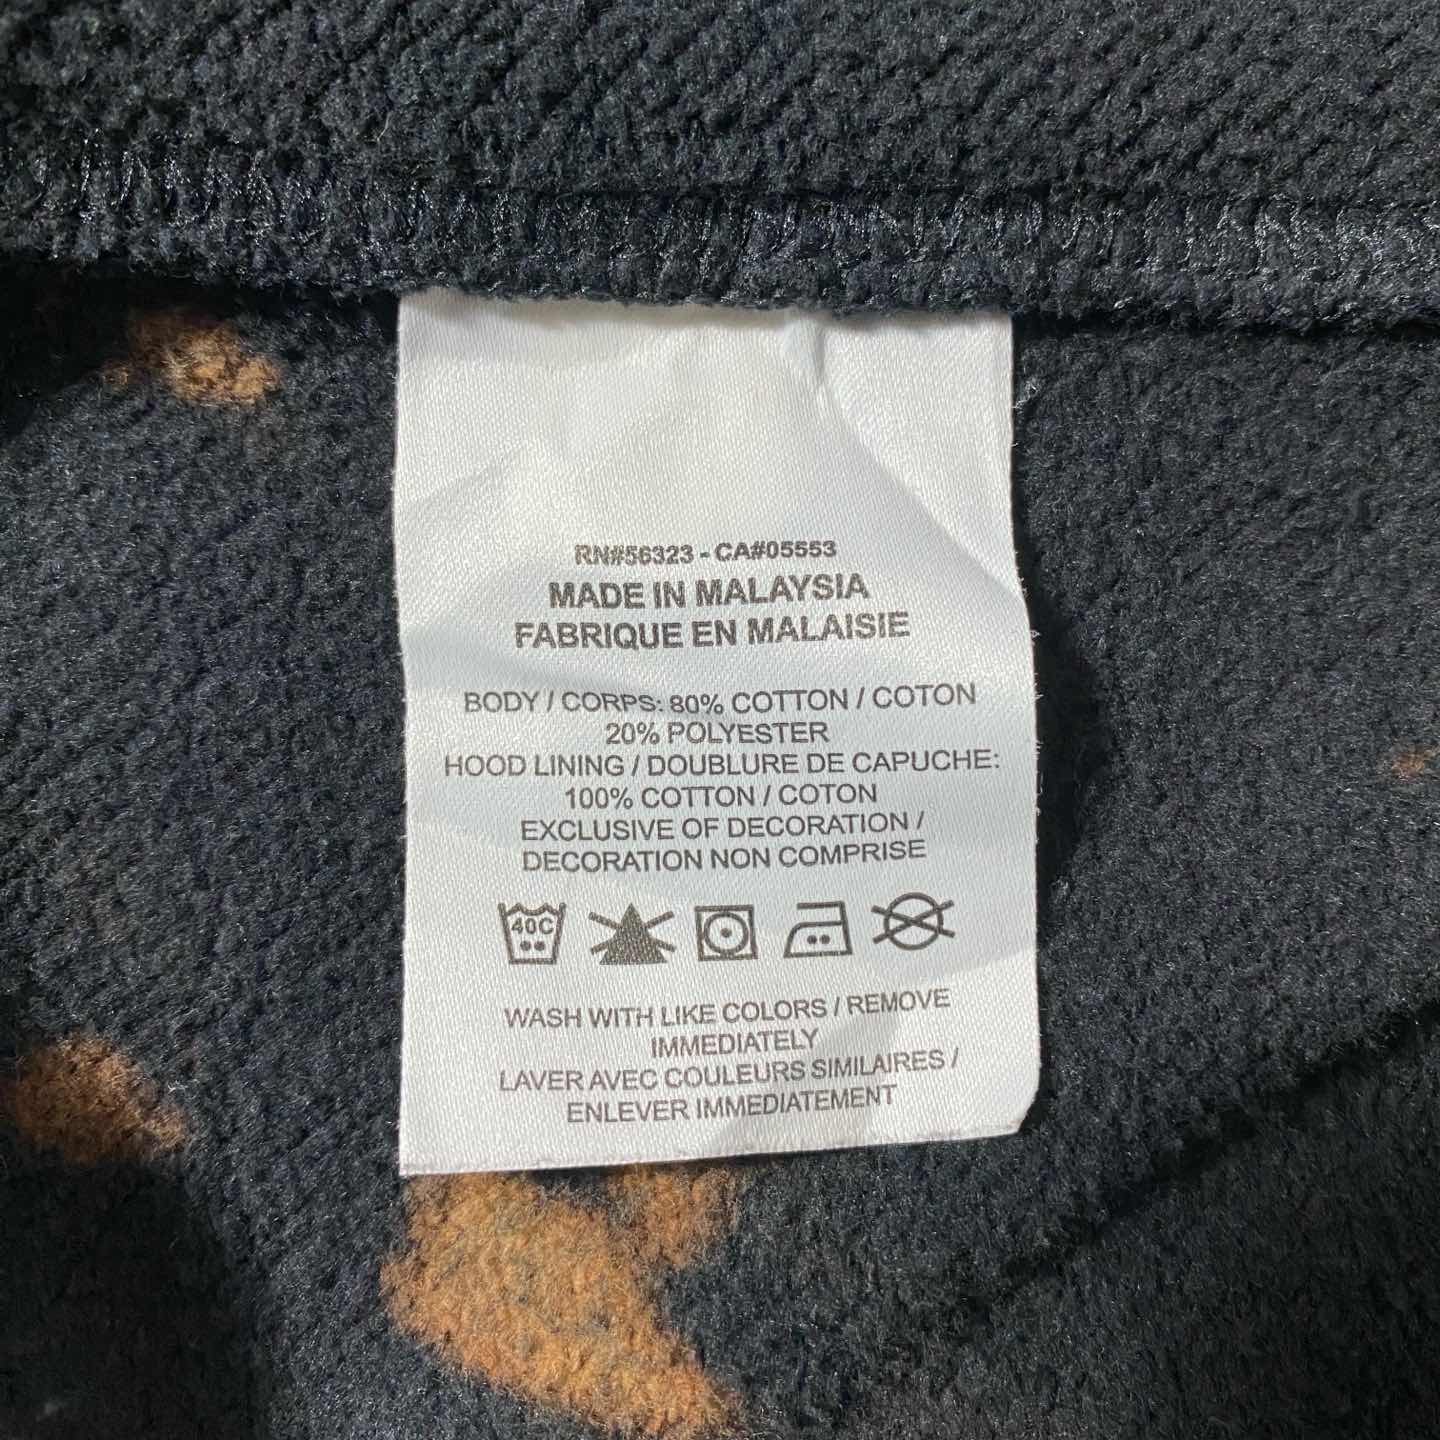 RN#56323 - CA#05553
MADE IN MALAYSIA
FABRIQUE EN MALAISIE
BODY / CORPS: 80% COTTON / COTON
20% POLYESTER
HOOD LINING / DOUBLURE DE CAPUCHE:
100% COTTON / COTON
EXCLUSIVE OF DECORATION /
DECORATION NON COMPRISE
40C
WASH WITH LIKE COLORS / REMOVE
IMMEDIATELY
LAVER AVEC COULEURS SIMILAIRES /
ENLEVER IMMEDIATEMENT